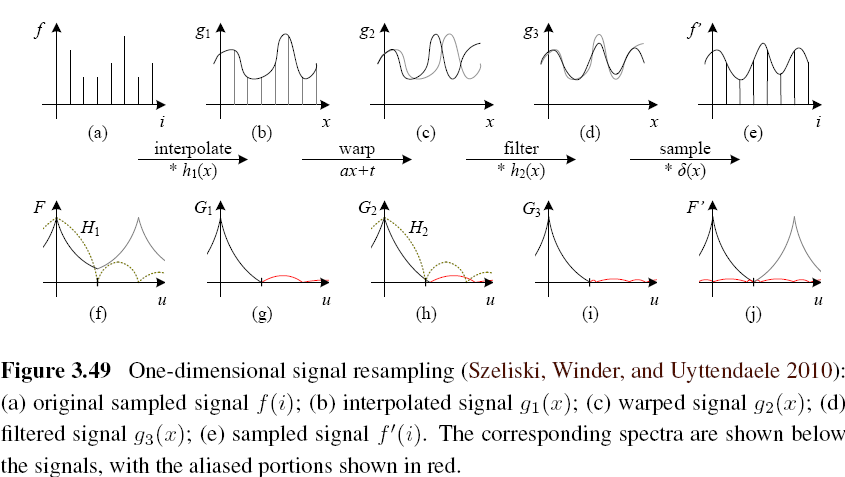 f g₁ g₂ g₃ f'
i x x x i
(a) (b) (c) (d) (e)
interpolate warp filter sample
* h₁(x) ax+t * h₂(x) * δ(x)
F H₁ G₁ G₂ H₂ G₃ F'
u u u u u
(f) (g) (h) (i) (j)
Figure 3.49 One-dimensional signal resampling (Szeliski, Winder, and Uyttendaele 2010):
(a) original sampled signal f(i); (b) interpolated signal g₁(x); (c) warped signal g₂(x); (d)
filtered signal g₃(x); (e) sampled signal f′(i). The corresponding spectra are shown below
the signals, with the aliased portions shown in red.